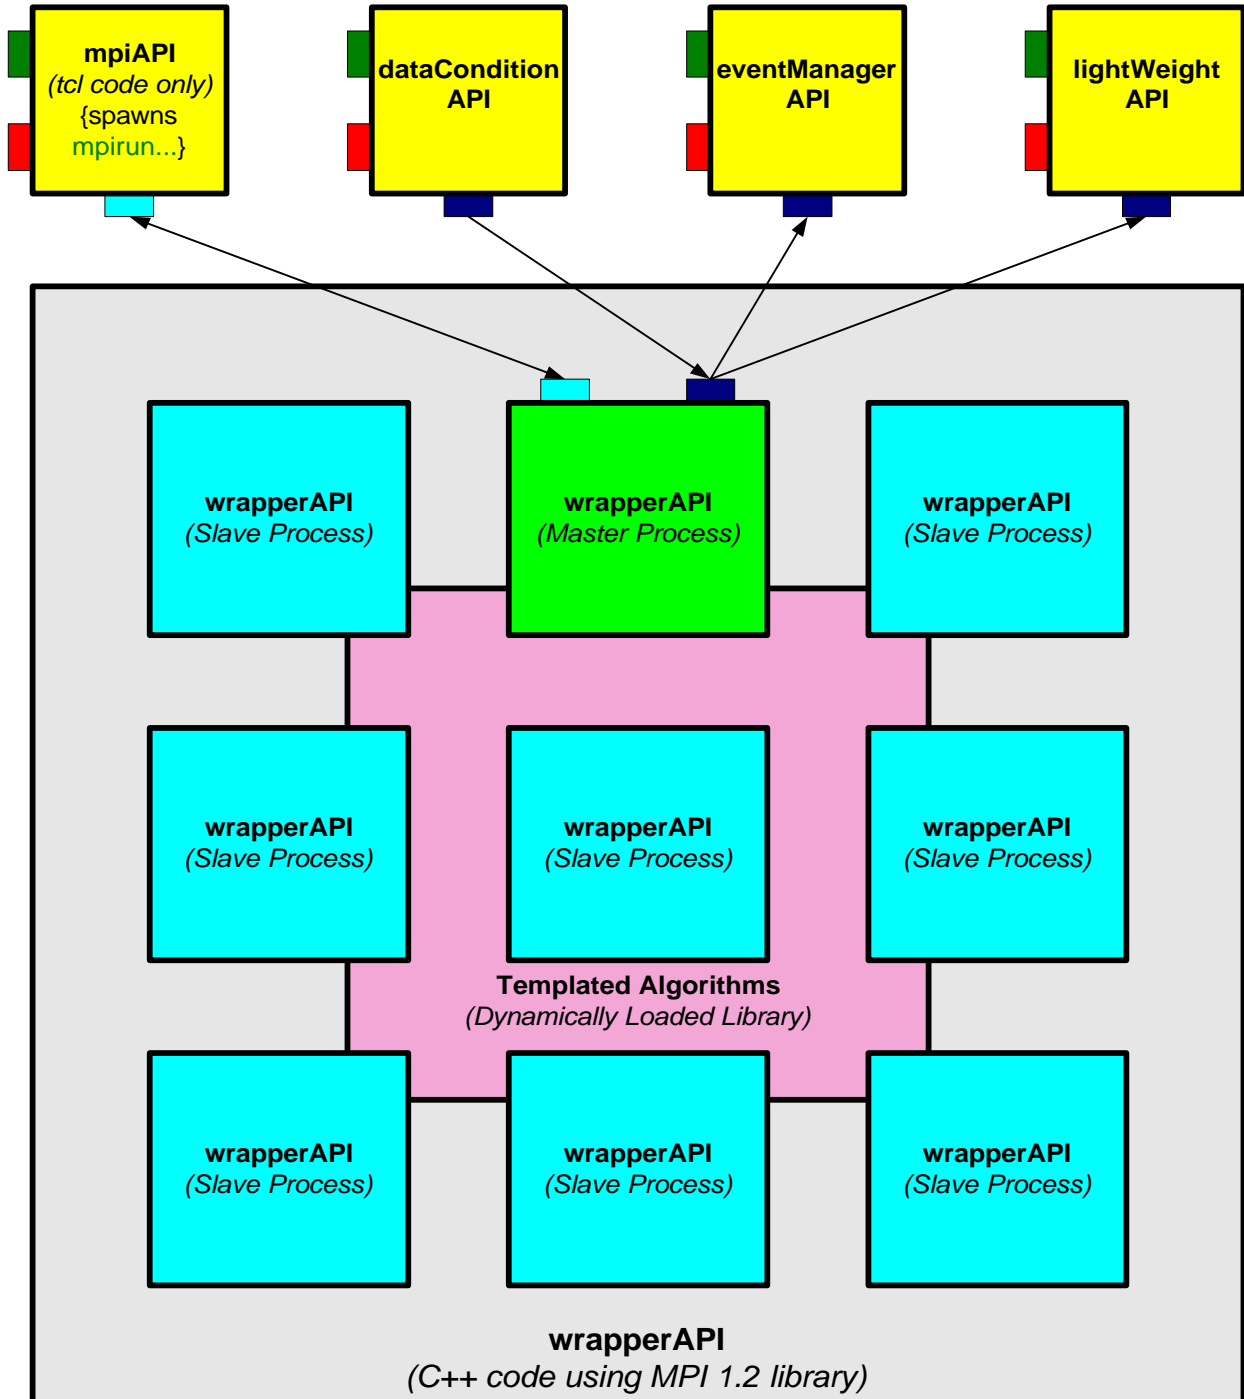 mpiAPI
(tcl code only)
{spawns
mpirun...}
dataCondition
API
eventManager
API
lightWeight
API
wrapperAPI
(Slave Process)
wrapperAPI
(Master Process)
wrapperAPI
(Slave Process)
wrapperAPI
(Slave Process)
wrapperAPI
(Slave Process)
wrapperAPI
(Slave Process)
Templated Algorithms
(Dynamically Loaded Library)
wrapperAPI
(Slave Process)
wrapperAPI
(Slave Process)
wrapperAPI
(Slave Process)
wrapperAPI
(C++ code using MPI 1.2 library)